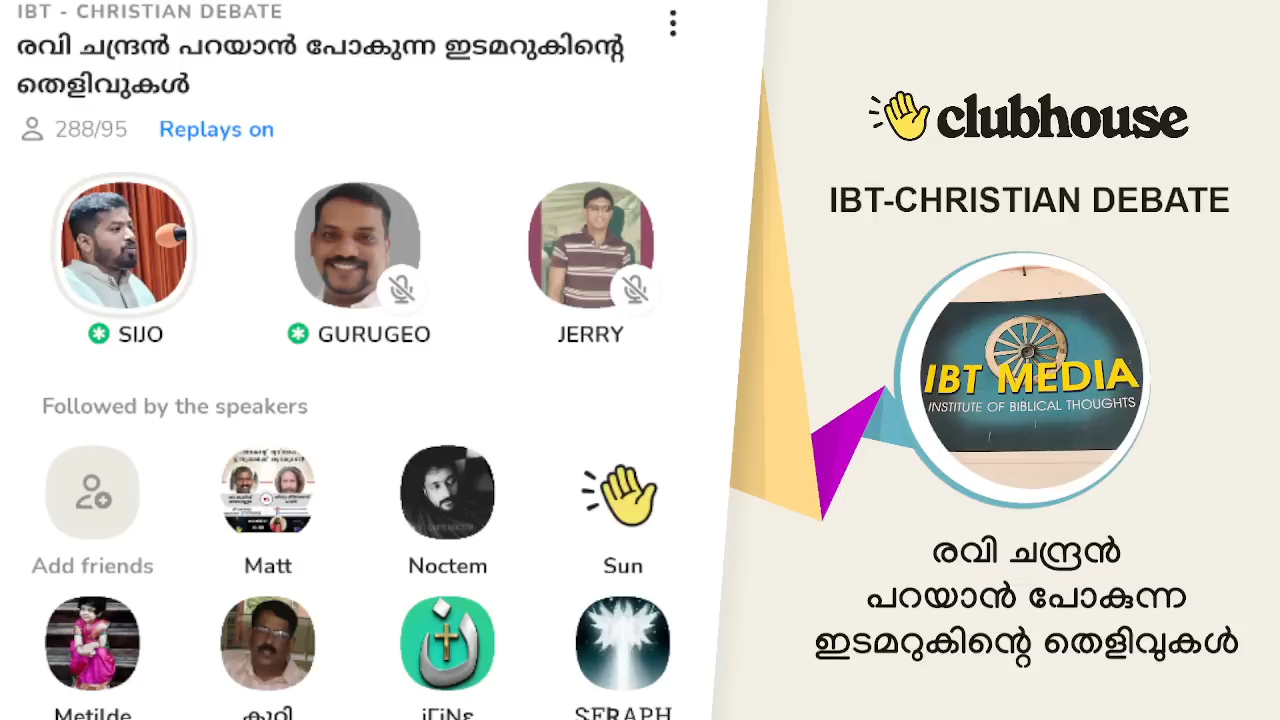 IBT - CHRISTIAN DEBATE
രവി ചന്ദ്രൻ പറയാൻ പോകുന്ന ഇടമറുകിന്റെ
തെളിവുകൾ
288/95 Replays on
SIJO GURUGEO JERRY
Followed by the speakers
Add friends Matt Noctem Sun
Metilde iΓiNε SERAPH
clubhouse
IBT-CHRISTIAN DEBATE
IBT MEDIA
INSTITUTE OF BIBLICAL THOUGHTS
രവി ചന്ദ്രൻ
പറയാൻ പോകുന്ന
ഇടമറുകിന്റെ തെളിവുകൾ